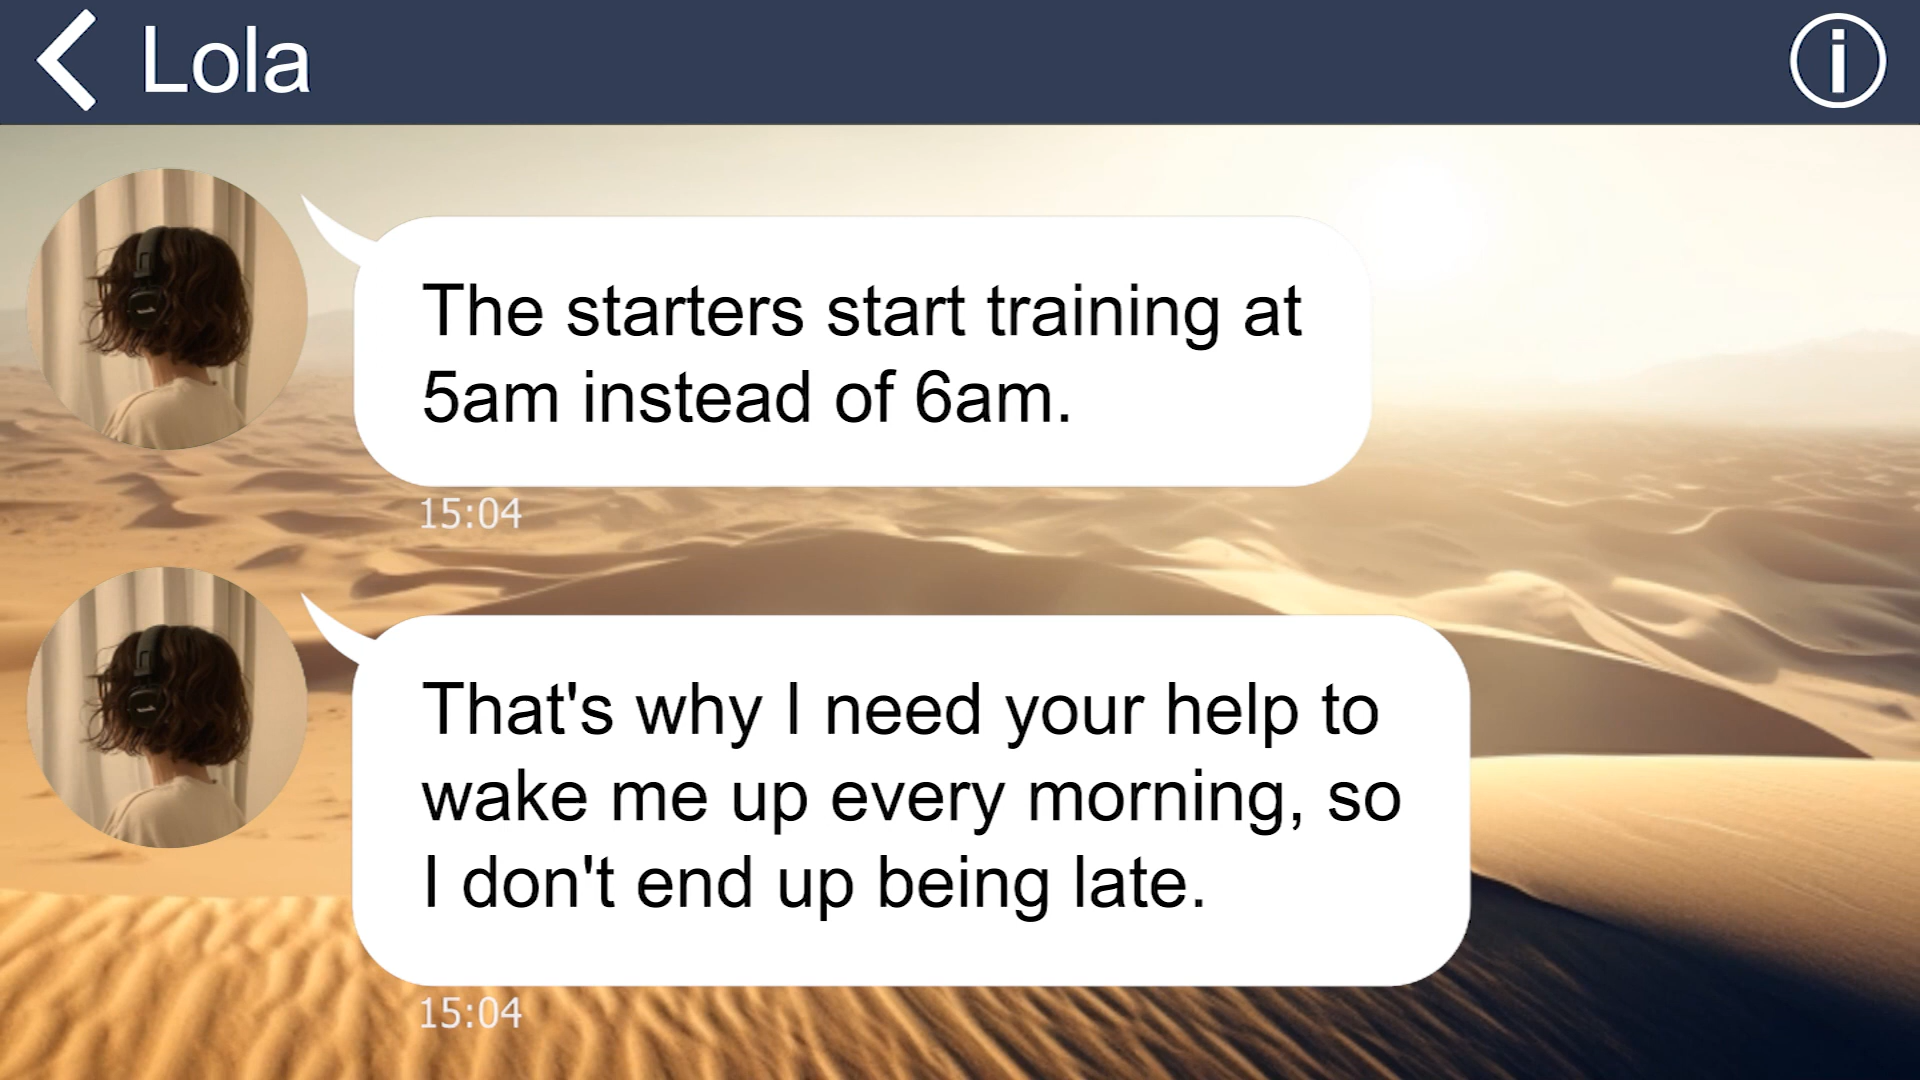 Lola
The starters start training at
5am instead of 6am.
15:04
That's why I need your help to
wake me up every morning, so
I don't end up being late.
15:04